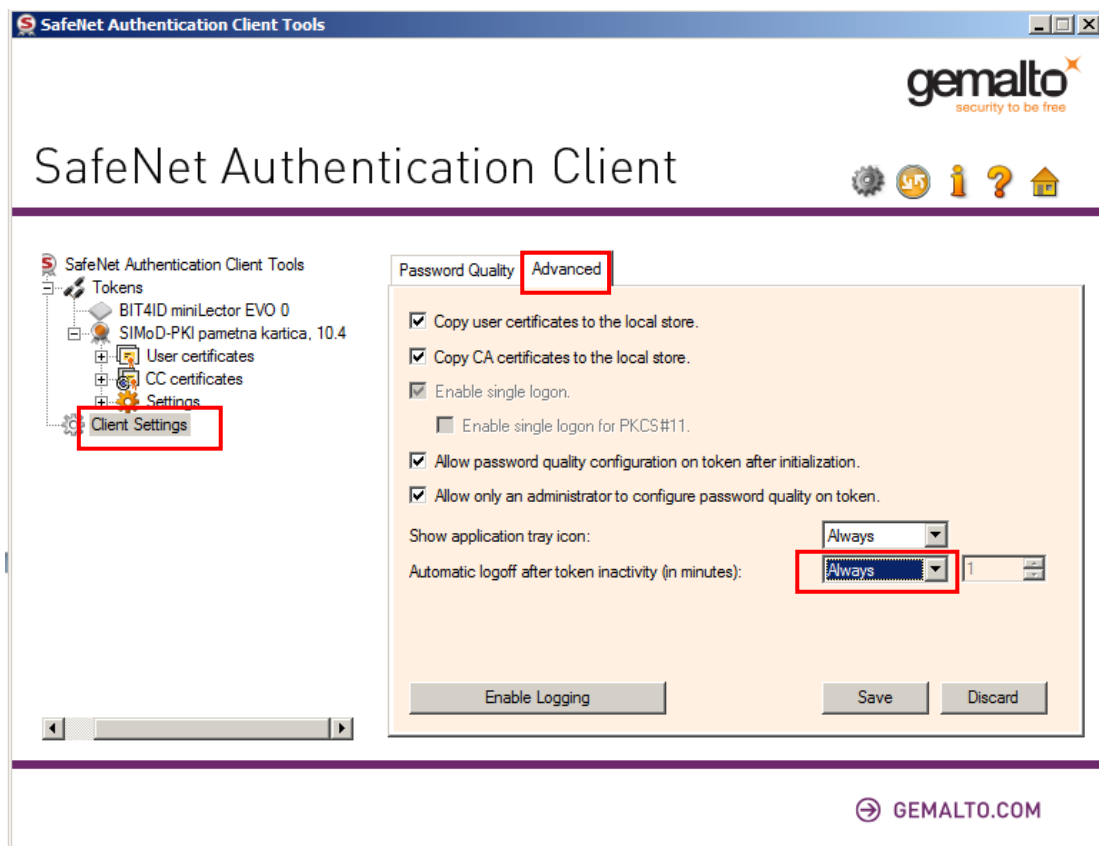 SafeNet Authentication Client Tools
gemalto
security to be free
SafeNet Authentication Client
SafeNet Authentication Client Tools
Tokens
BIT4ID miniLector EVO 0
SIMoD-PKI pametna kartica, 10.4
User certificates
CC certificates
Settings
Client Settings
Password Quality
Advanced
Copy user certificates to the local store.
Copy CA certificates to the local store.
Enable single logon.
Enable single logon for PKCS#11.
Allow password quality configuration on token after initialization.
Allow only an administrator to configure password quality on token.
Show application tray icon: Always
Automatic logoff after token inactivity (in minutes): Always 1
Enable Logging Save Discard
GEMALTO.COM